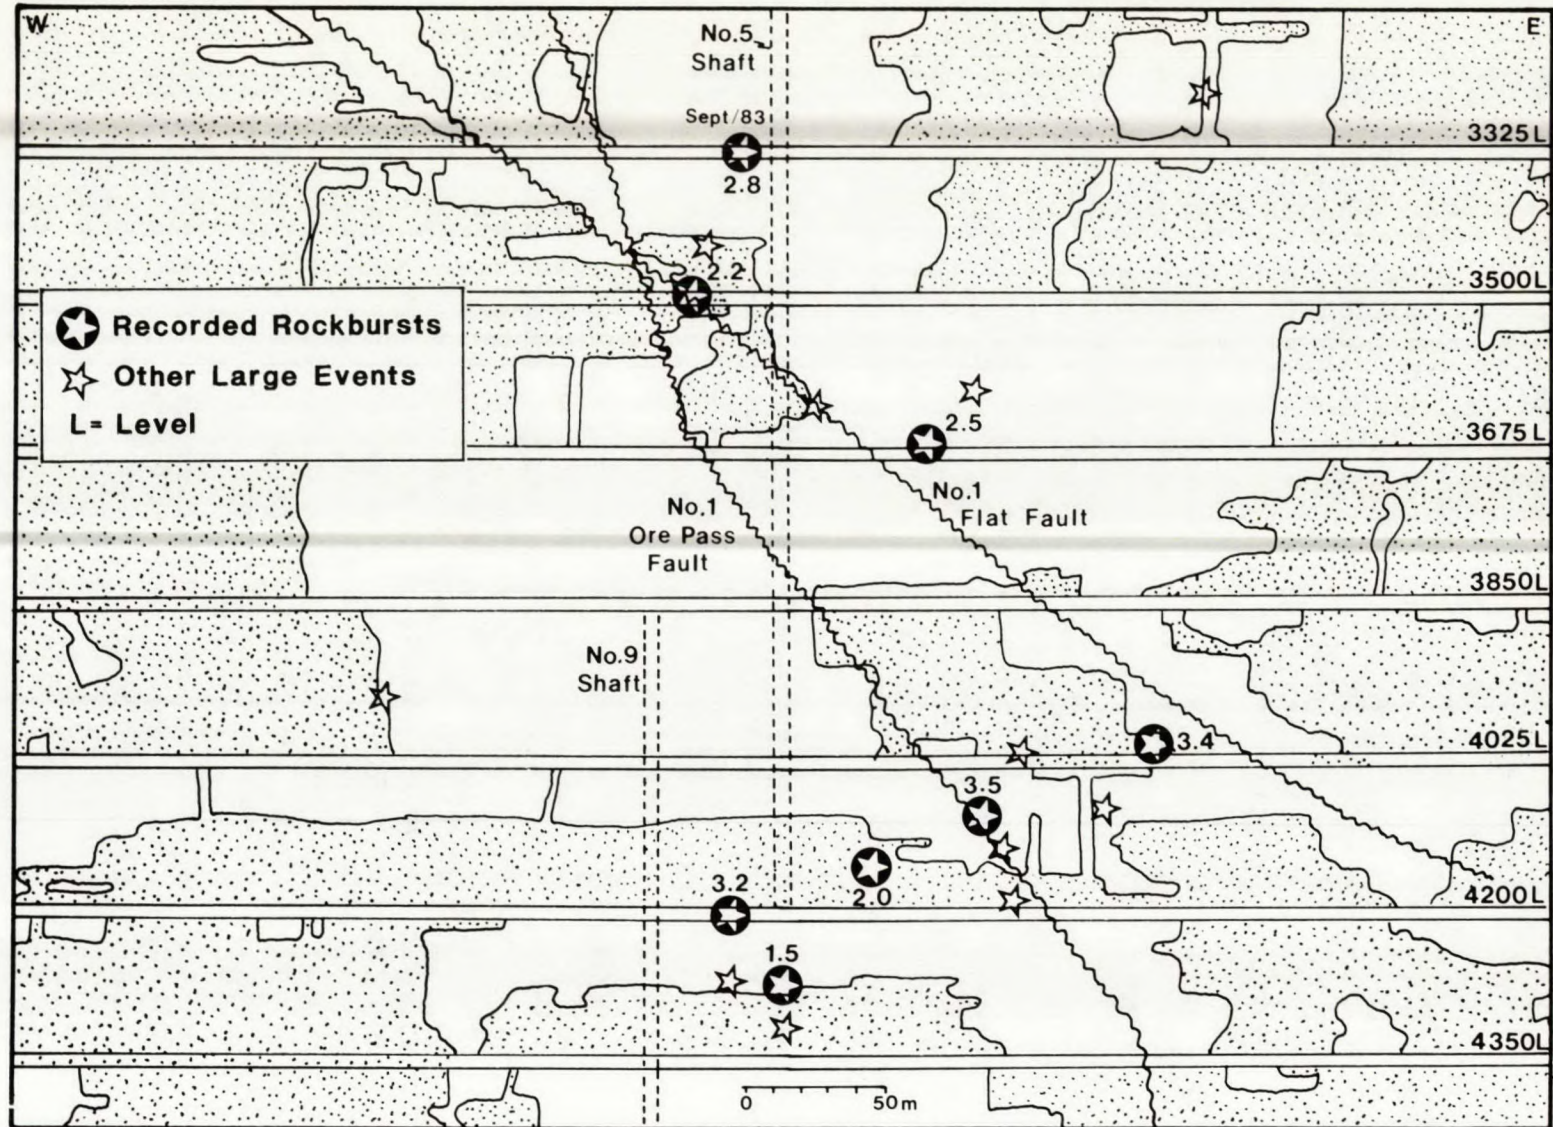 W
E
No.5
Shaft
Sept/83
3325L
2.8
2.2
3500L
Recorded Rockbursts
Other Large Events
L= Level
2.5
3675L
No.1
Ore Pass
Fault
No.1
Flat Fault
3850L
No.9
Shaft
3.4
4025L
3.5
3.2
2.0
4200L
1.5
4350L
0 50m